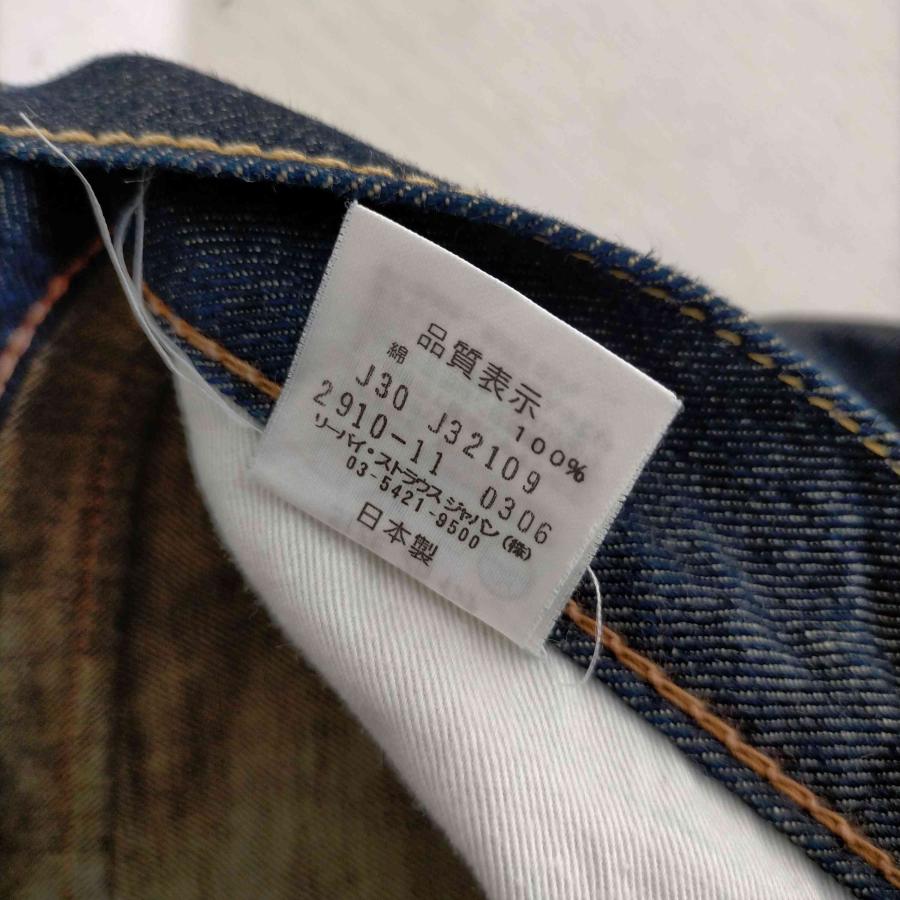 品質表示
綿 100%
J30 J32109
2910-11 0306
リーバイ・ストラウス ジャパン(株)
03-5421-9500
日本製